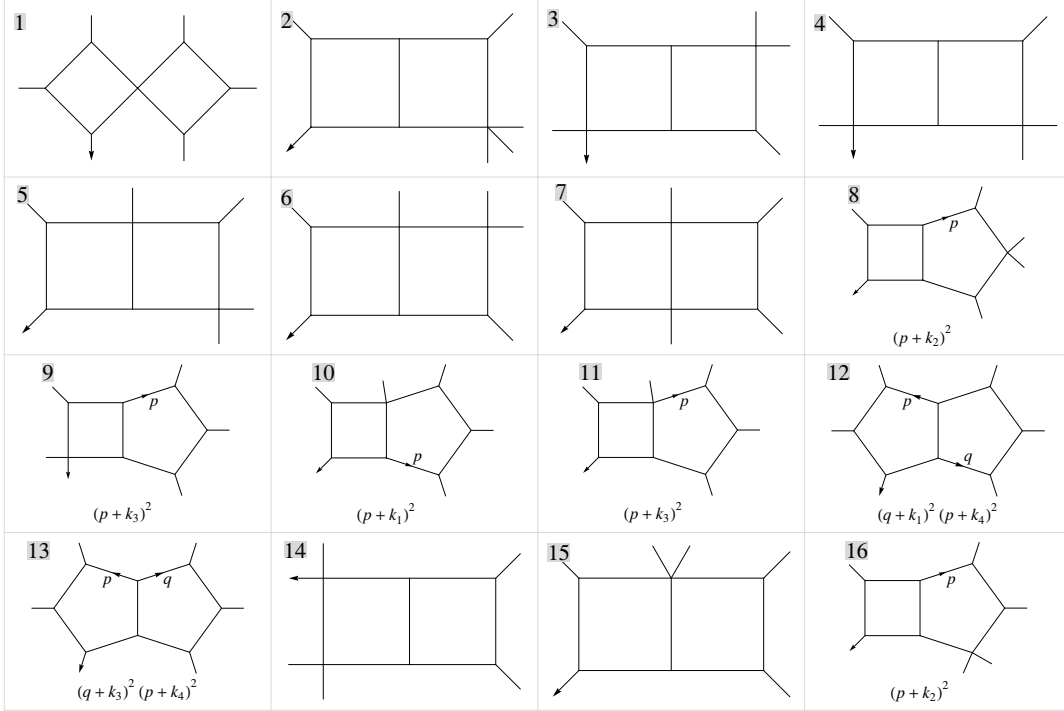 1
2
3
4
5
6
7
8
p
(p + k₂)²
9
p
(p + k₃)²
10
p
(p + k₁)²
11
p
(p + k₃)²
12
p
q
(q + k₁)² (p + k₄)²
13
p q
(q + k₃)² (p + k₄)²
14
15
16
p
(p + k₂)²